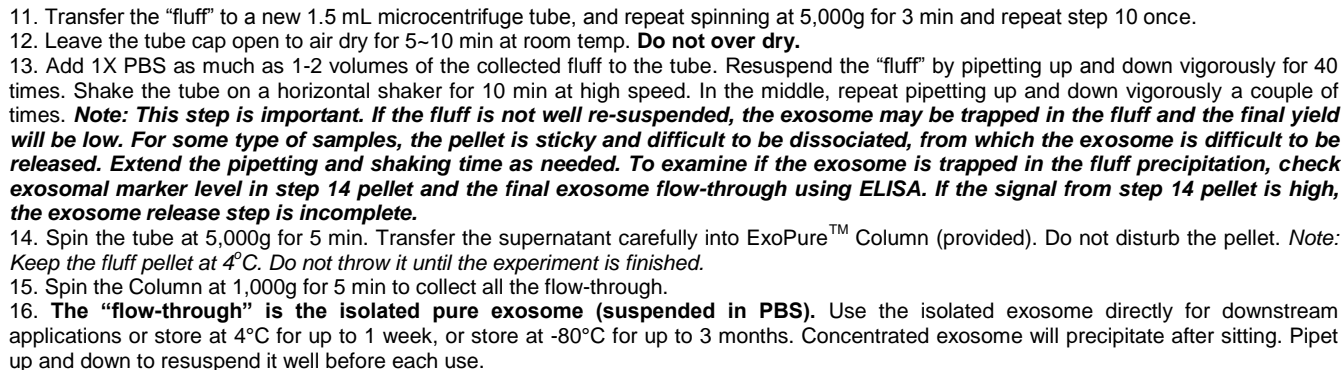 11. Transfer the “fluff” to a new 1.5 mL microcentrifuge tube, and repeat spinning at 5,000g for 3 min and repeat step 10 once.
12. Leave the tube cap open to air dry for 5~10 min at room temp. Do not over dry.
13. Add 1X PBS as much as 1-2 volumes of the collected fluff to the tube. Resuspend the “fluff” by pipetting up and down vigorously for 40
times. Shake the tube on a horizontal shaker for 10 min at high speed. In the middle, repeat pipetting up and down vigorously a couple of
times. Note: This step is important. If the fluff is not well re-suspended, the exosome may be trapped in the fluff and the final yield
will be low. For some type of samples, the pellet is sticky and difficult to be dissociated, from which the exosome is difficult to be
released. Extend the pipetting and shaking time as needed. To examine if the exosome is trapped in the fluff precipitation, check
exosomal marker level in step 14 pellet and the final exosome flow-through using ELISA. If the signal from step 14 pellet is high,
the exosome release step is incomplete.
14. Spin the tube at 5,000g for 5 min. Transfer the supernatant carefully into ExoPure™ Column (provided). Do not disturb the pellet. Note:
Keep the fluff pellet at 4°C. Do not throw it until the experiment is finished.
15. Spin the Column at 1,000g for 5 min to collect all the flow-through.
16. The “flow-through” is the isolated pure exosome (suspended in PBS). Use the isolated exosome directly for downstream
applications or store at 4°C for up to 1 week, or store at -80°C for up to 3 months. Concentrated exosome will precipitate after sitting. Pipet
up and down to resuspend it well before each use.